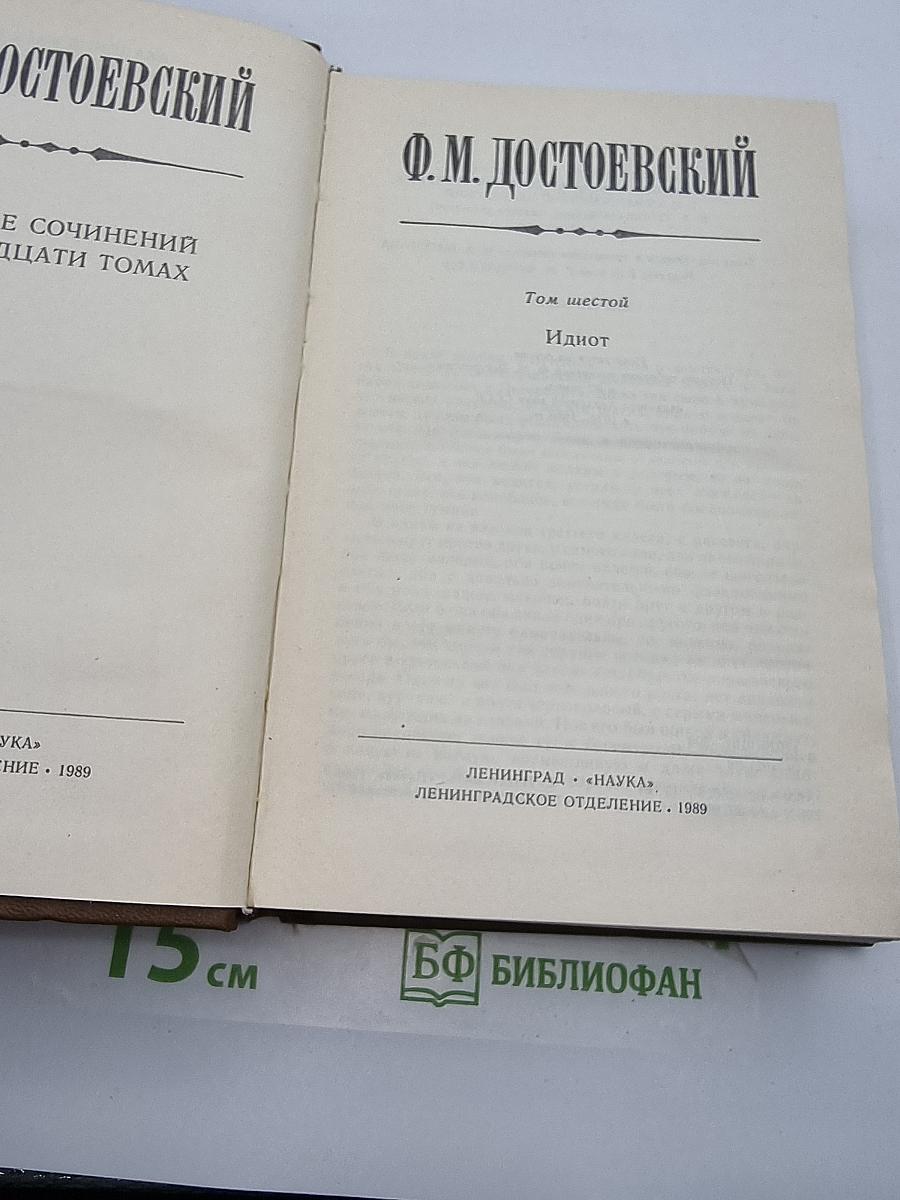 ОСТОЕВСКИЙ
Е СОЧИНЕНИЙ
ДЦАТИ ТОМАХ
УКА»
ЕНИЕ • 1989
Ф. М. ДОСТОЕВСКИЙ
Том шестой
Идиот
ЛЕНИНГРАД • «НАУКА»
ЛЕНИНГРАДСКОЕ ОТДЕЛЕНИЕ • 1989
15 см
БФ БИБЛИОФАН